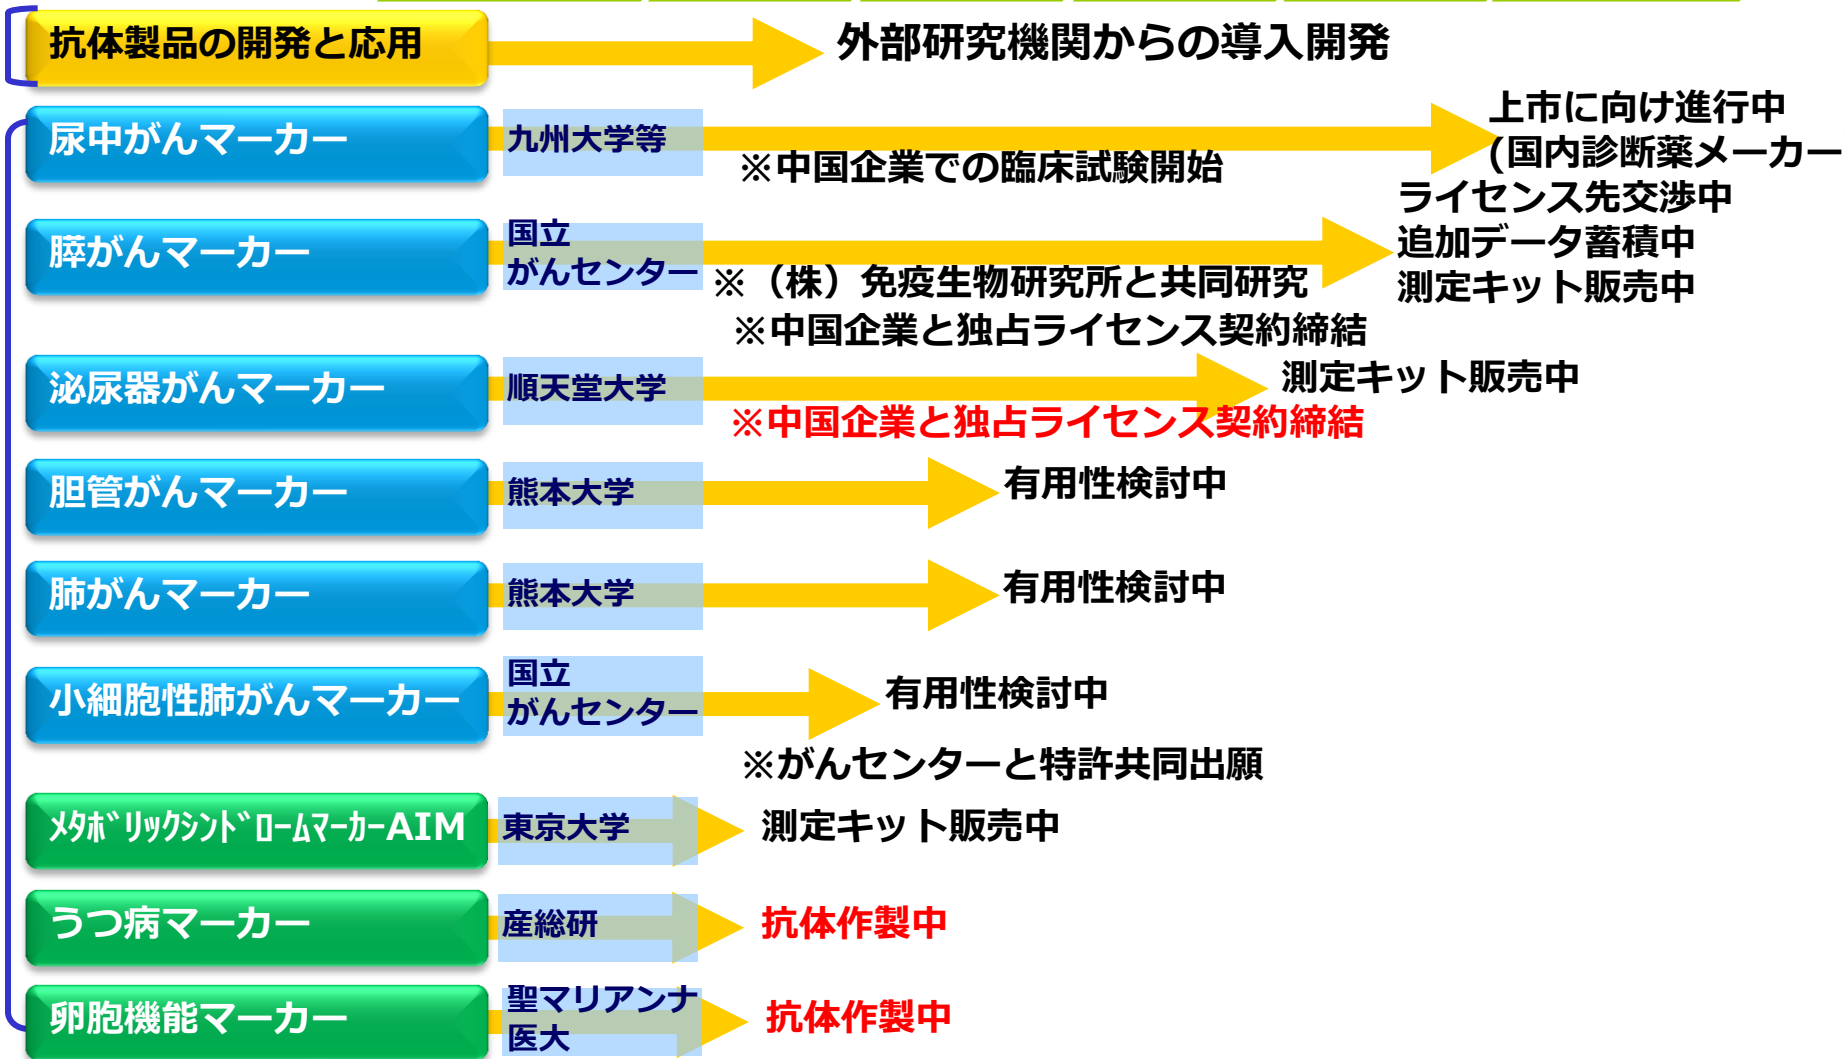 抗体製品の開発と応用
外部研究機関からの導入開発
尿中がんマーカー
九州大学等
※中国企業での臨床試験開始
上市に向け進行中
(国内診断薬メーカー
膵がんマーカー
国立
がんセンター
※（株）免疫生物研究所と共同研究
※中国企業と独占ライセンス契約締結
ライセンス先交渉中
追加データ蓄積中
測定キット販売中
泌尿器がんマーカー
順天堂大学
測定キット販売中
※中国企業と独占ライセンス契約締結
胆管がんマーカー
熊本大学
有用性検討中
肺がんマーカー
熊本大学
有用性検討中
小細胞性肺がんマーカー
国立
がんセンター
有用性検討中
※がんセンターと特許共同出願
ﾒﾀﾎﾞﾘｯｸｼﾝﾄﾞﾛｰﾑﾏｰｶｰAIM
東京大学
測定キット販売中
うつ病マーカー
産総研
抗体作製中
卵胞機能マーカー
聖マリアンナ
医大
抗体作製中